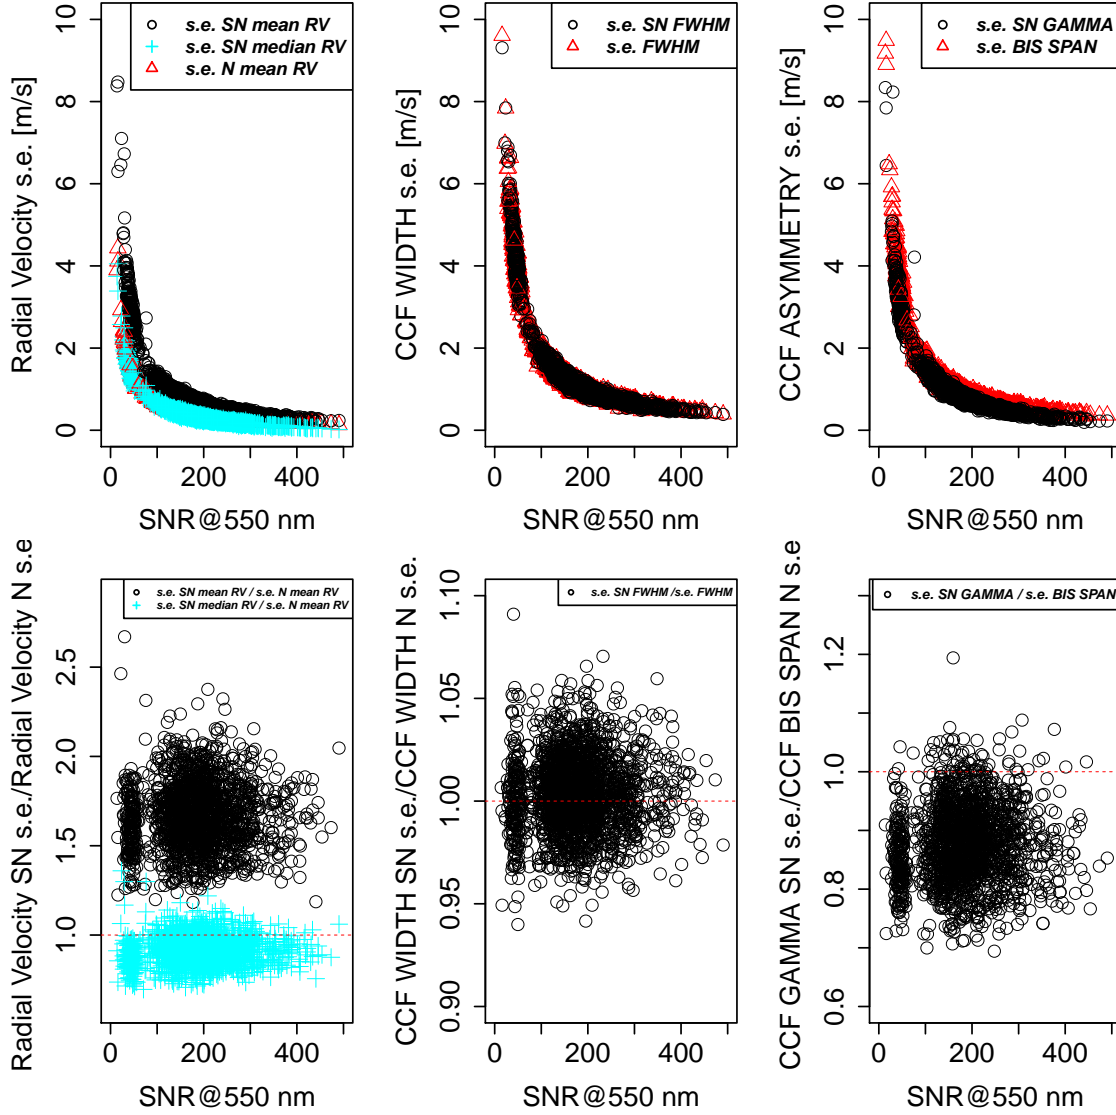 Radial Velocity s.e. [m/s]
0 2 4 6 8 10
s.e. SN mean RV
s.e. SN median RV
s.e. N mean RV
0 200 400
SNR@550 nm
CCF WIDTH s.e. [m/s]
0 2 4 6 8 10
s.e. SN FWHM
s.e. FWHM
0 200 400
SNR@550 nm
CCF ASYMMETRY s.e. [m/s]
0 2 4 6 8 10
s.e. SN GAMMA
s.e. BIS SPAN
0 200 400
SNR@550 nm
Radial Velocity SN s.e./Radial Velocity N s.e
1.0 1.5 2.0 2.5
s.e. SN mean RV / s.e. N mean RV
s.e. SN median RV / s.e. N mean RV
0 200 400
SNR@550 nm
CCF WIDTH SN s.e./CCF WIDTH N s.e.
0.90 0.95 1.00 1.05 1.10
s.e. SN FWHM /s.e. FWHM
0 200 400
SNR@550 nm
CCF GAMMA SN s.e./CCF BIS SPAN N s.e
0.6 0.8 1.0 1.2
s.e. SN GAMMA / s.e. BIS SPAN
0 200 400
SNR@550 nm